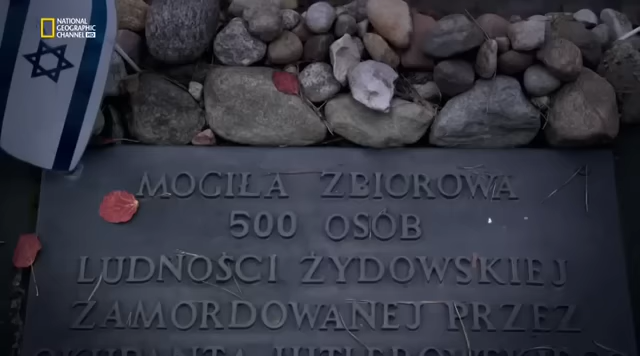 NATIONAL
GEOGRAPHIC
CHANNEL HD
MOGIŁA ZBIOROWA
500 OSÓB
LUDNOŚCI ŻYDOWSKIEJ
ZAMORDOWANEJ PRZEZ